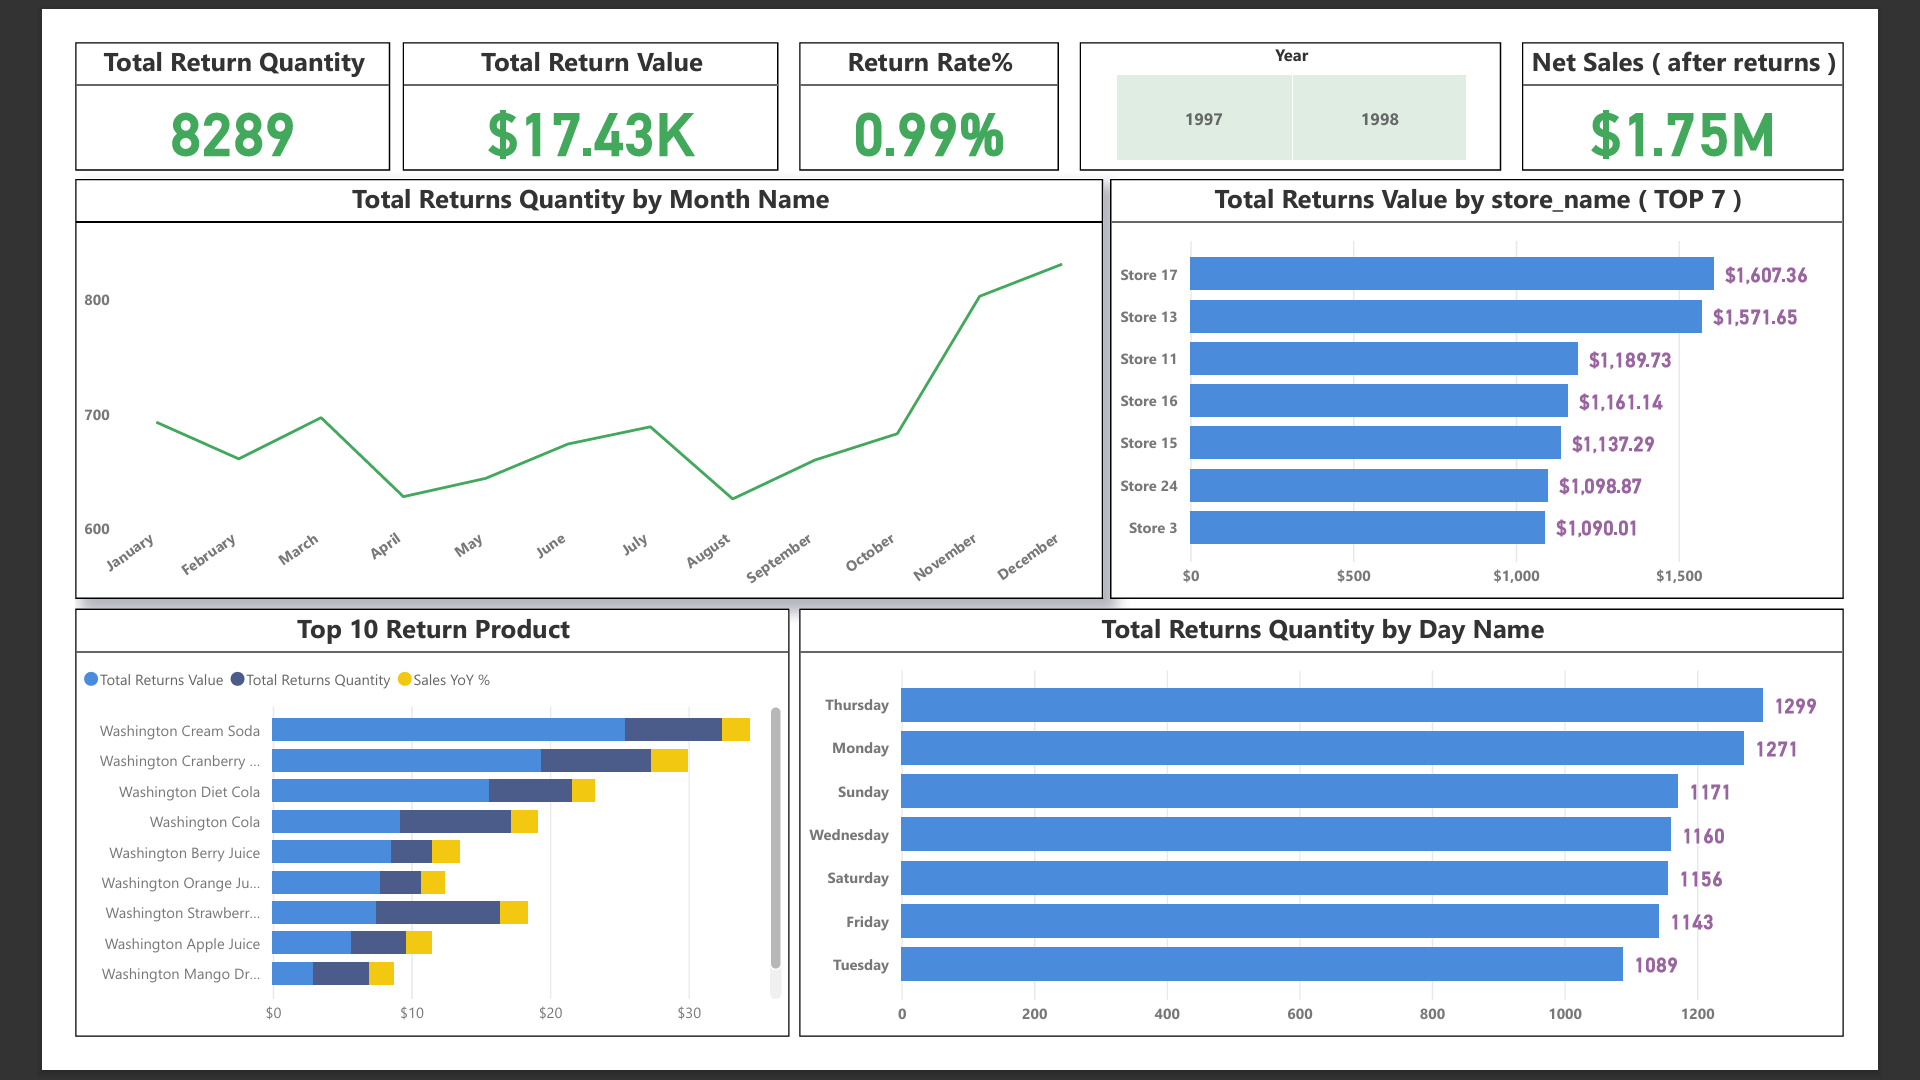 Total Return Quantity
8289
Total Return Value
$17.43K
Return Rate%
0.99%
Year
1997
1998
Net Sales ( after returns )
$1.75M
Total Returns Quantity by Month Name
800
700
600
January
February
March
April
May
June
July
August
September
October
November
December
Total Returns Value by store_name ( TOP 7 )
Store 17 $1,607.36
Store 13 $1,571.65
Store 11 $1,189.73
Store 16 $1,161.14
Store 15 $1,137.29
Store 24 $1,098.87
Store 3 $1,090.01
$0 $500 $1,000 $1,500
Top 10 Return Product
Total Returns Value Total Returns Quantity Sales YoY %
Washington Cream Soda
Washington Cranberry ...
Washington Diet Cola
Washington Cola
Washington Berry Juice
Washington Orange Ju...
Washington Strawberr...
Washington Apple Juice
Washington Mango Dr...
$0 $10 $20 $30
Total Returns Quantity by Day Name
Thursday 1299
Monday 1271
Sunday 1171
Wednesday 1160
Saturday 1156
Friday 1143
Tuesday 1089
0 200 400 600 800 1000 1200